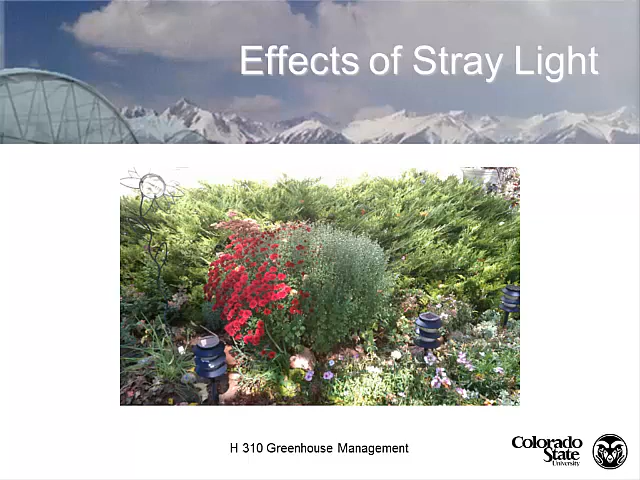 Effects of Stray Light
H 310 Greenhouse Management
Colorado
State
University